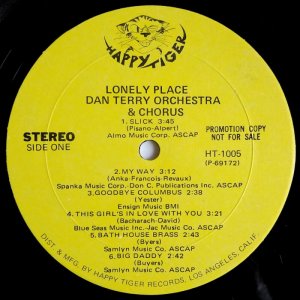 HAPPY TIGER
LONELY PLACE
DAN TERRY ORCHESTRA
& CHORUS
1. SLICK 3:45
(Pisano-Alpert)
Almo Music Corp. ASCAP
STEREO
SIDE ONE
PROMOTION COPY
NOT FOR SALE
HT-1005
(P-69172)
2. MY WAY 3:12
(Anka-Francois-Revaux)
Spanka Music Corp.-Don C. Publications Inc. ASCAP
3. GOODBYE COLUMBUS 2:38
(Yester)
Ensign Music BMI
4. THIS GIRL'S IN LOVE WITH YOU 3:21
(Bacharach-David)
Blue Seas Music Inc.-Jac Music Co. ASCAP
5. BATH HOUSE BRASS 2:43
(Byers)
Samlyn Music Co. ASCAP
6. BIG DADDY 2:42
(Buyers)
Samlyn Music Co. ASCAP
DIST. & MFG. BY HAPPY TIGER RECORDS, LOS ANGELES, CALIF.